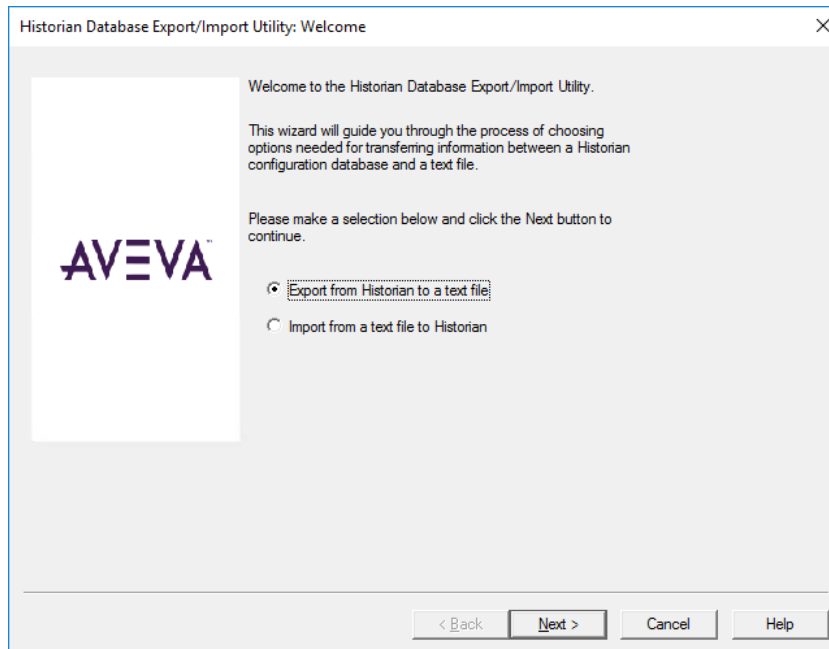 Historian Database Export/Import Utility: Welcome
Welcome to the Historian Database Export/Import Utility.
This wizard will guide you through the process of choosing
options needed for transferring information between a Historian
configuration database and a text file.
Please make a selection below and click the Next button to
continue.
AVEVA™
Export from Historian to a text file
Import from a text file to Historian
< Back
Next >
Cancel
Help